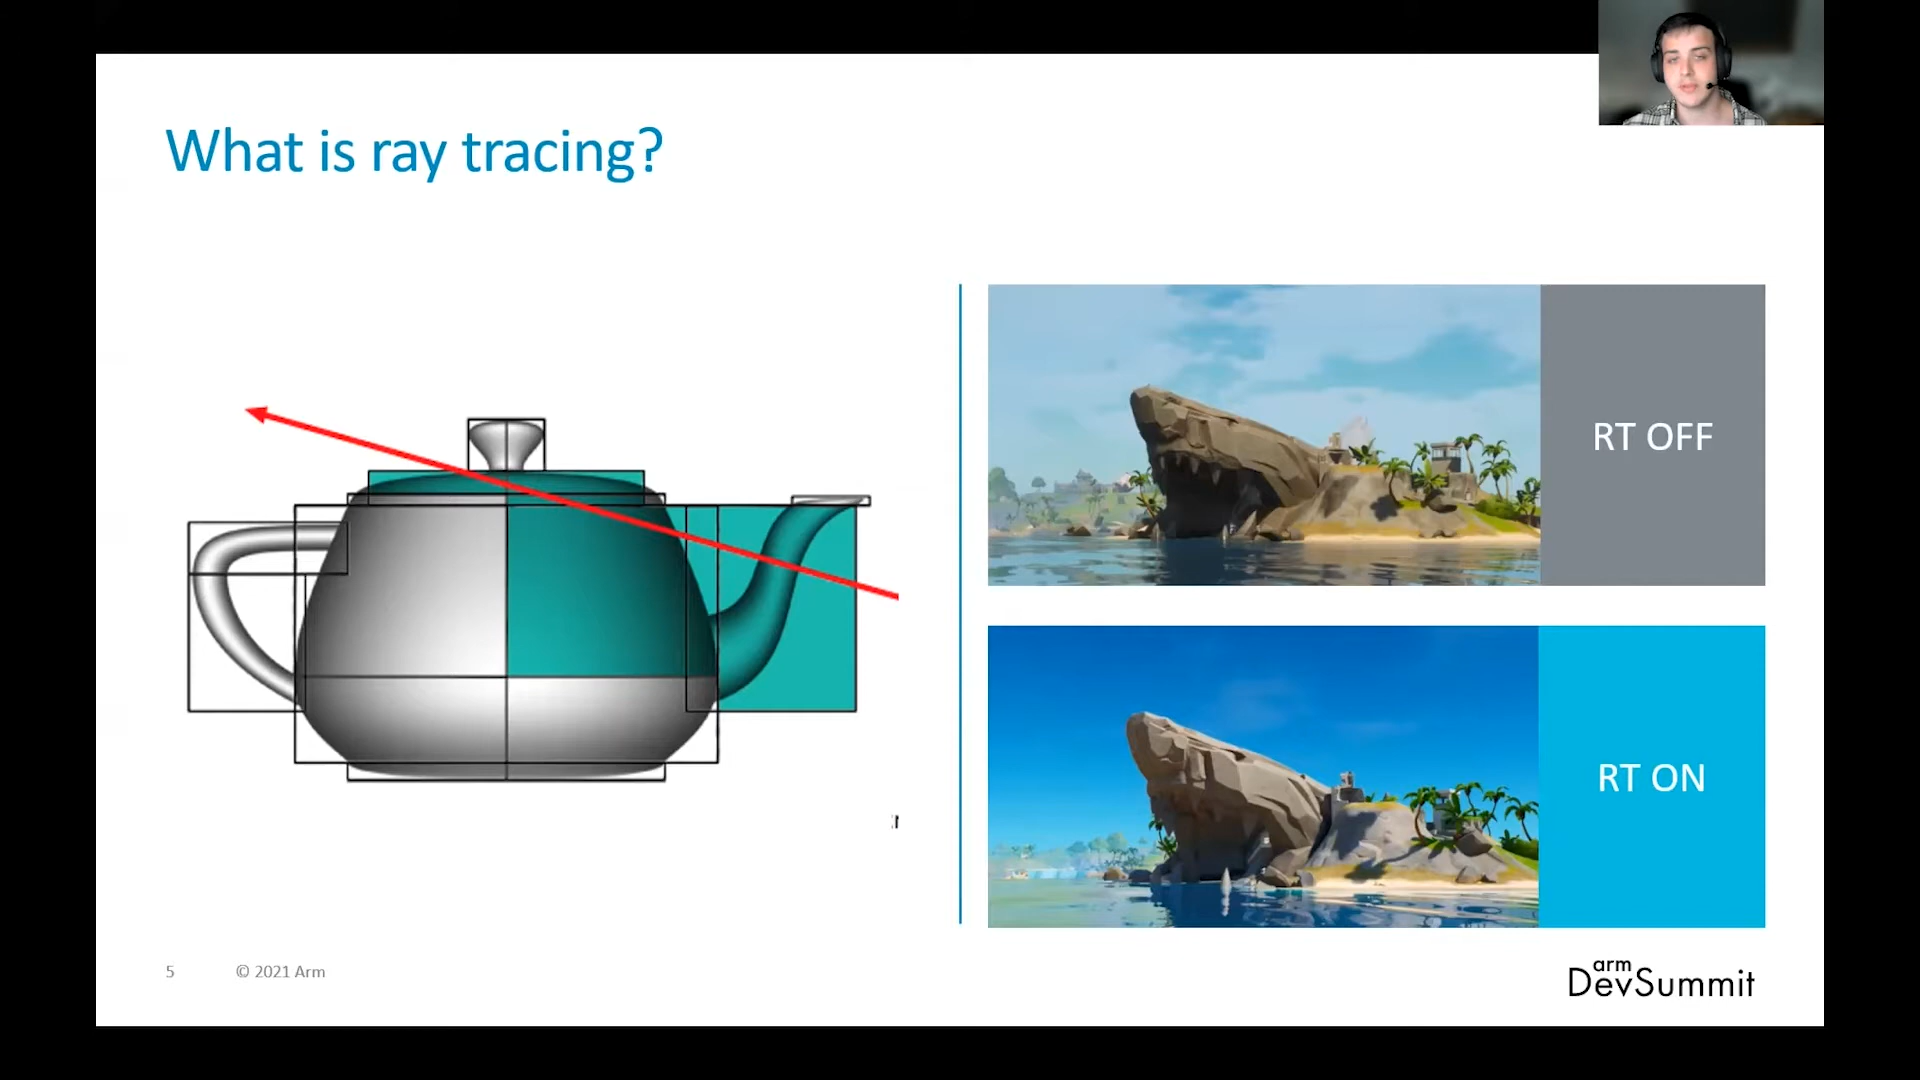 What is ray tracing?
RT OFF
RT ON
5 © 2021 Arm
arm
DevSummit